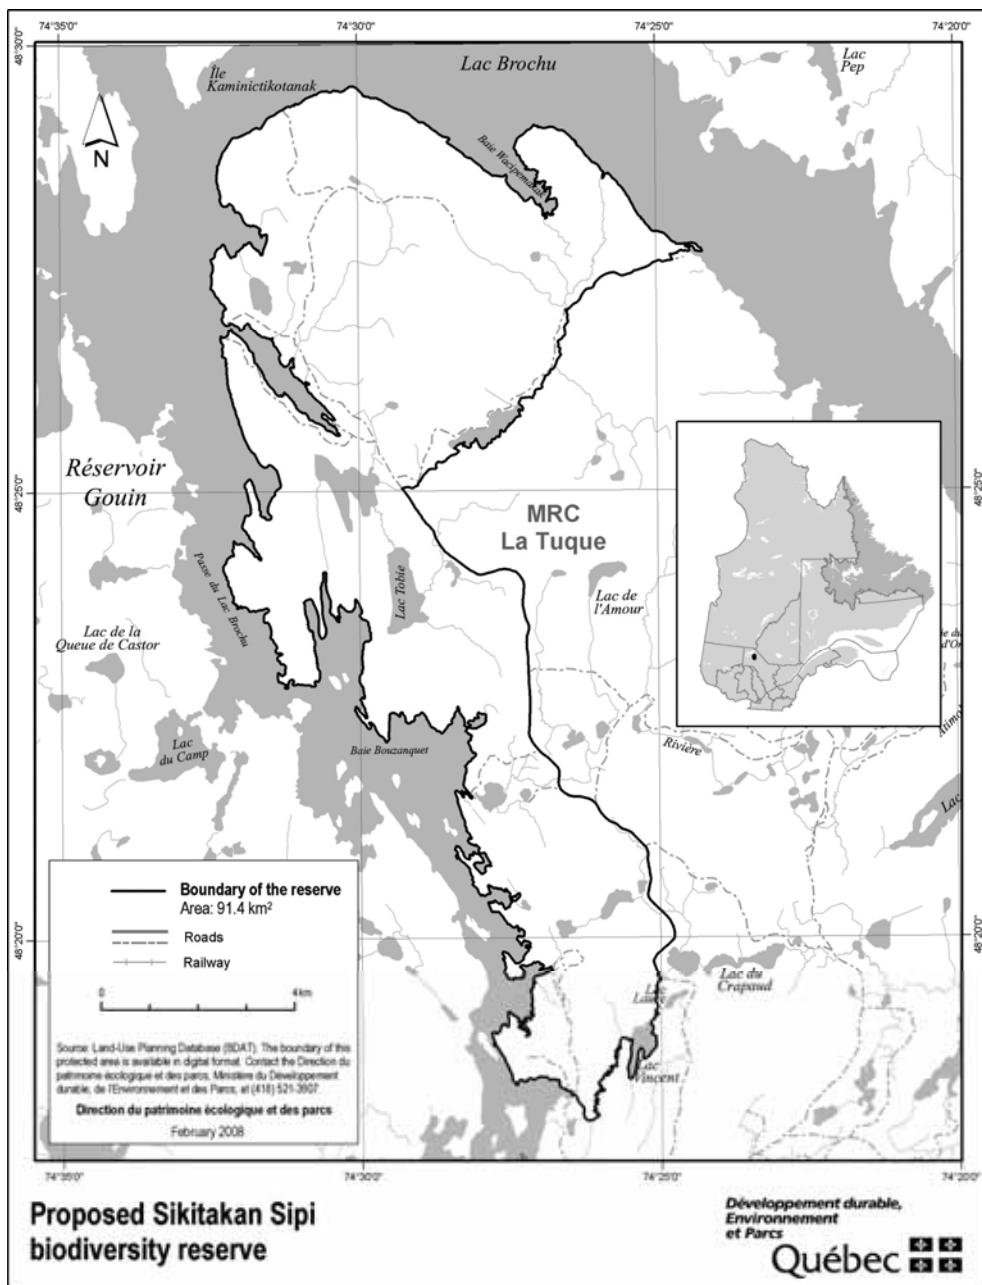 74°35'0"
74°30'0"
74°25'0"
74°20'0"
48°30'0"
Île
Kaminictikotanak
Lac Brochu
Lac
Pep
N
Baie Wacipemakak
Réservoir
Gouin
48°25'0"
48°25'0"
MRC
La Tuque
Passe du Lac Brochu
Lac Tobie
Lac de
l'Amour
Lac de la
Queue de Castor
Lac
du Camp
Baie Bouzanquet
Rivière
Lac
Boundary of the reserve
Area: 91.4 km²
Roads
Railway
0
4km
48°20'0"
48°20'0"
Lac du
Crapaud
Lac
Laure
Lac
Vincent
Source: Land-Use Planning Database (BDAT). The boundary of this
protected area is available in digital format. Contact the Direction du
patrimoine écologique et des parcs, Ministère du Développement
durable, de l'Environnement et des Parcs, at (418) 521-3907.
Direction du patrimoine écologique et des parcs
February 2008
74°35'0"
74°30'0"
74°25'0"
74°20'0"
Proposed Sikitakan Sipi
biodiversity reserve
Développement durable,
Environnement
et Parcs
Québec